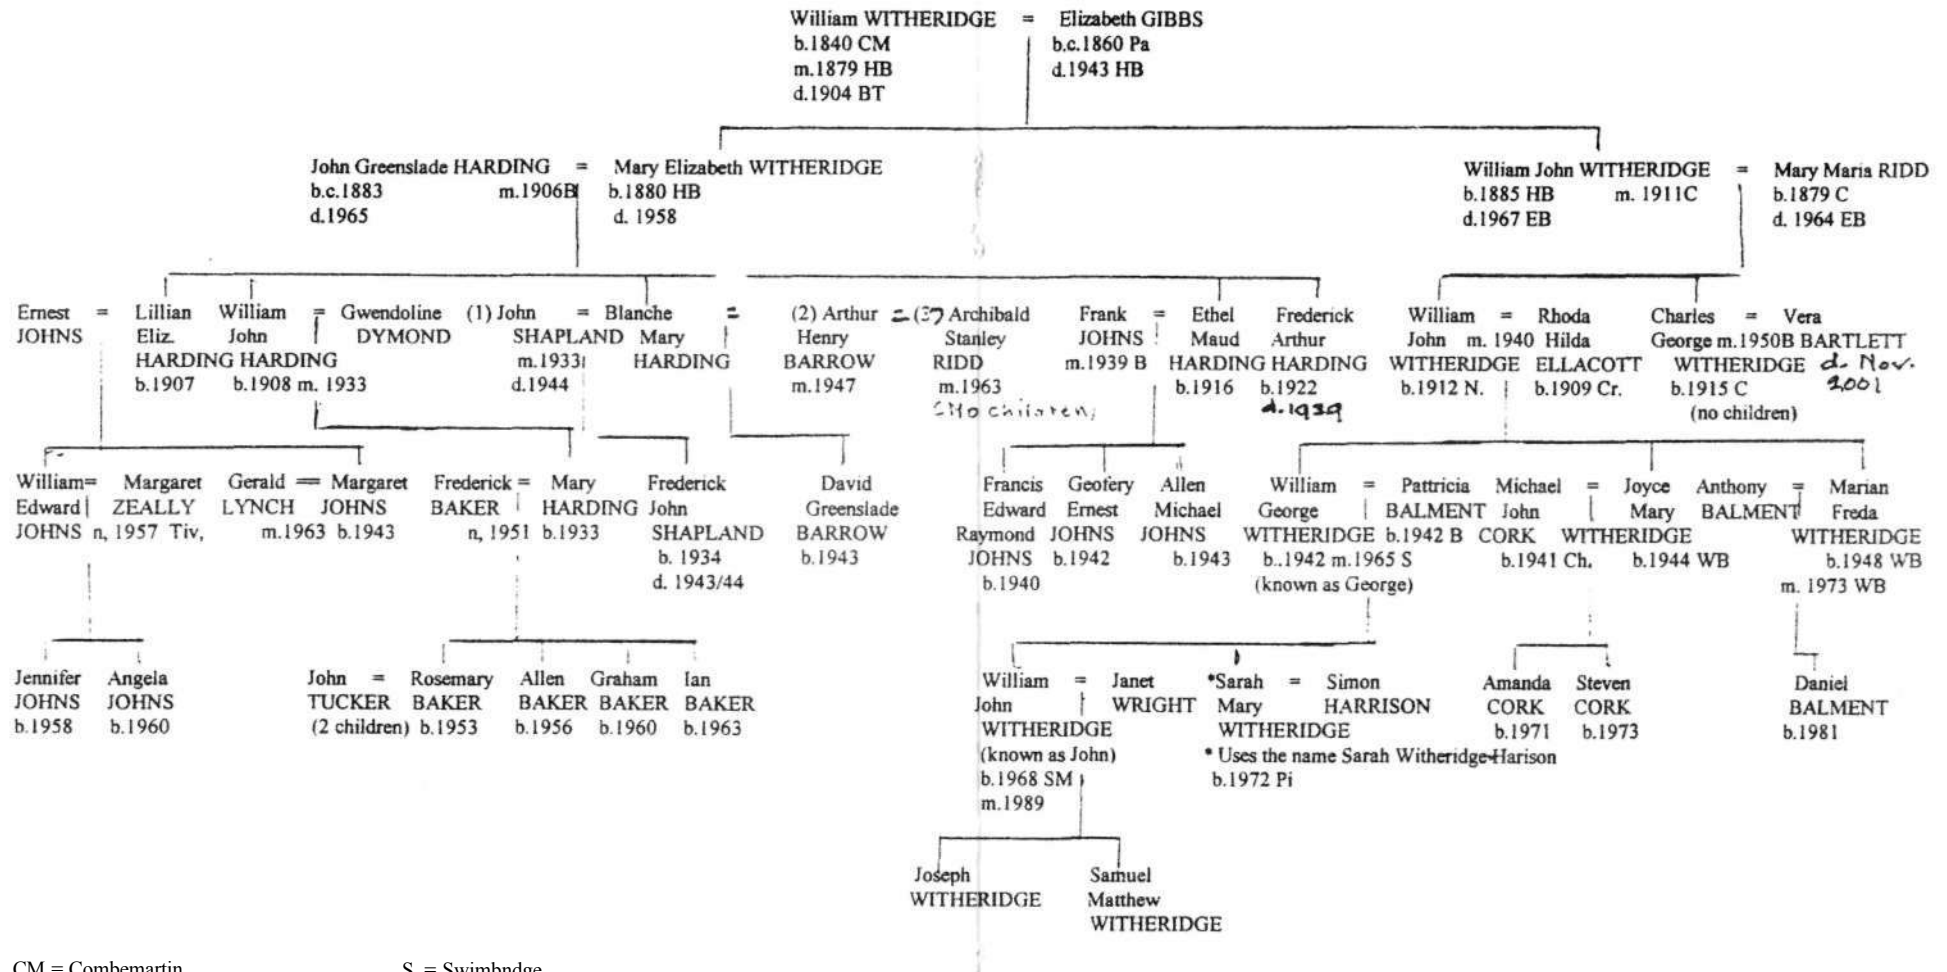 William WITHERIDGE = Elizabeth GIBBS
b.1840 CM b.c.1860 Pa
m.1879 HB d.1943 HB
d.1904 BT
John Greenslade HARDING = Mary Elizabeth WITHERIDGE William John WITHERIDGE = Mary Maria RIDD
b.c.1883 m.1906B b.1880 HB b.1885 HB m. 1911C b.1879 C
d.1965 d. 1958 d.1967 EB d. 1964 EB
Ernest = Lillian William = Gwendoline (1) John = Blanche = (2) Arthur = (3) Archibald Frank = Ethel Frederick William = Rhoda Charles = Vera
JOHNS Eliz. John DYMOND SHAPLAND Mary Henry Stanley JOHNS Maud Arthur John m. 1940 Hilda George m.1950B BARTLETT
HARDING HARDING m.1933 HARDING BARROW RIDD m.1939 B HARDING HARDING WITHERIDGE ELLACOTT WITHERIDGE d. Nov.
b.1907 b.1908 m. 1933 d.1944 m.1947 m.1963 b.1916 b.1922 b.1912 N. b.1909 Cr. b.1915 C 2001
(No children) d.1939 (no children)
William= Margaret Gerald = Margaret Frederick = Mary Frederick David Francis Geofery Allen William = Pattricia Michael = Joyce Anthony = Marian
Edward ZEALLY LYNCH JOHNS BAKER HARDING John Greenslade Edward Ernest Michael George BALMENT John Mary BALMENT Freda
JOHNS n, 1957 Tiv, m.1963 b.1943 n, 1951 b.1933 SHAPLAND BARROW Raymond JOHNS JOHNS WITHERIDGE b.1942 B CORK WITHERIDGE WITHERIDGE
b. 1934 b.1943 JOHNS b.1942 b.1943 b..1942 m.1965 S b.1941 Ch. b.1944 WB b.1948 WB
d. 1943/44 b.1940 (known as George) m. 1973 WB
Jennifer Angela John = Rosemary Allen Graham Ian William = Janet *Sarah = Simon Amanda Steven Daniel
JOHNS JOHNS TUCKER BAKER BAKER BAKER BAKER John WRIGHT Mary HARRISON CORK CORK BALMENT
b.1958 b.1960 (2 children) b.1953 b.1956 b.1960 b.1963 WITHERIDGE WITHERIDGE b.1971 b.1973 b.1981
(known as John) * Uses the name Sarah Witheridge-Harison
b.1968 SM b.1972 Pi
m.1989
Joseph Samuel
WITHERIDGE Matthew
WITHERIDGE
CM = Combemartin S = Swimbndge